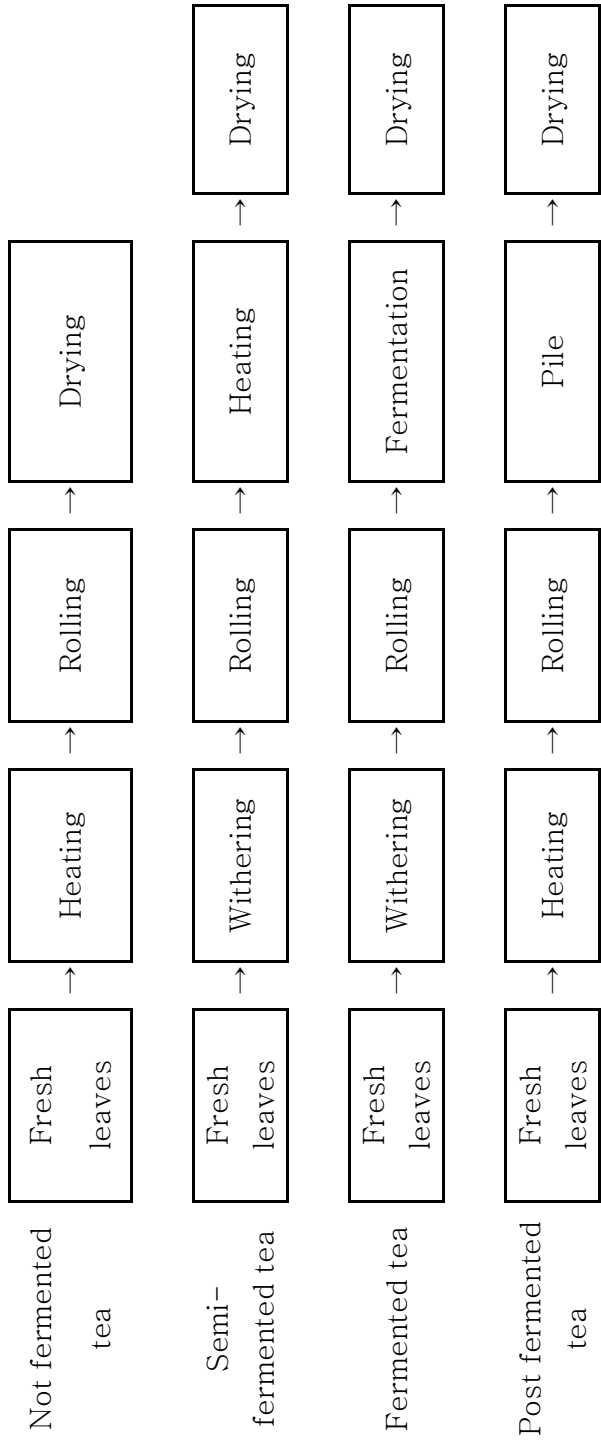 Not fermented
tea
Fresh
leaves
→
Heating
→
Rolling
→
Drying
Semi-
fermented tea
Fresh
leaves
→
Withering
→
Rolling
→
Heating
→
Drying
Fermented tea
Fresh
leaves
→
Withering
→
Rolling
→
Fermentation
→
Drying
Post fermented
tea
Fresh
leaves
→
Heating
→
Rolling
→
Pile
→
Drying